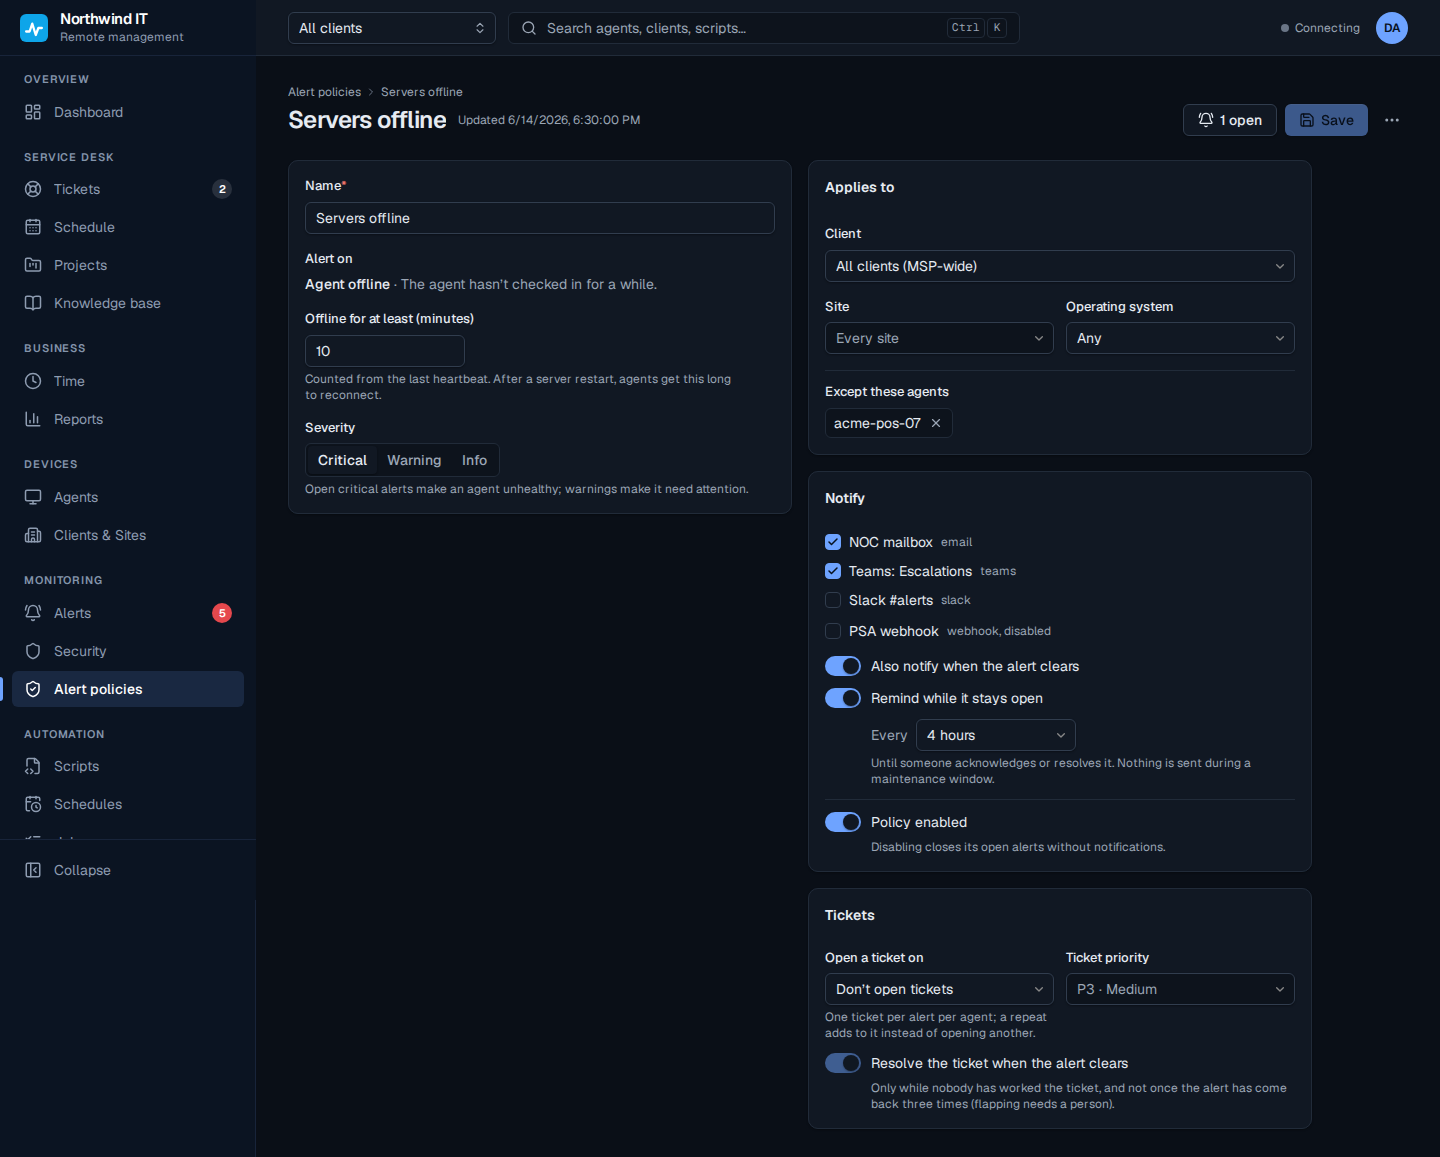 Northwind IT
Remote management
All clients
Search agents, clients, scripts...
Ctrl K
Connecting
DA
OVERVIEW
Dashboard
SERVICE DESK
Tickets
2
Schedule
Projects
Knowledge base
BUSINESS
Time
Reports
DEVICES
Agents
Clients & Sites
MONITORING
Alerts
5
Security
Alert policies
AUTOMATION
Scripts
Schedules
Collapse
Alert policies > Servers offline
Servers offline
Updated 6/14/2026, 6:30:00 PM
1 open
Save
Name*
Servers offline
Alert on
Agent offline · The agent hasn't checked in for a while.
Offline for at least (minutes)
10
Counted from the last heartbeat. After a server restart, agents get this long
to reconnect.
Severity
Critical Warning Info
Open critical alerts make an agent unhealthy; warnings make it need attention.
Applies to
Client
All clients (MSP-wide)
Site
Operating system
Every site
Any
Except these agents
acme-pos-07
Notify
NOC mailbox email
Teams: Escalations teams
Slack #alerts slack
PSA webhook webhook, disabled
Also notify when the alert clears
Remind while it stays open
Every 4 hours
Until someone acknowledges or resolves it. Nothing is sent during a
maintenance window.
Policy enabled
Disabling closes its open alerts without notifications.
Tickets
Open a ticket on
Ticket priority
Don't open tickets
P3 · Medium
One ticket per alert per agent; a repeat
adds to it instead of opening another.
Resolve the ticket when the alert clears
Only while nobody has worked the ticket, and not once the alert has come
back three times (flapping needs a person).